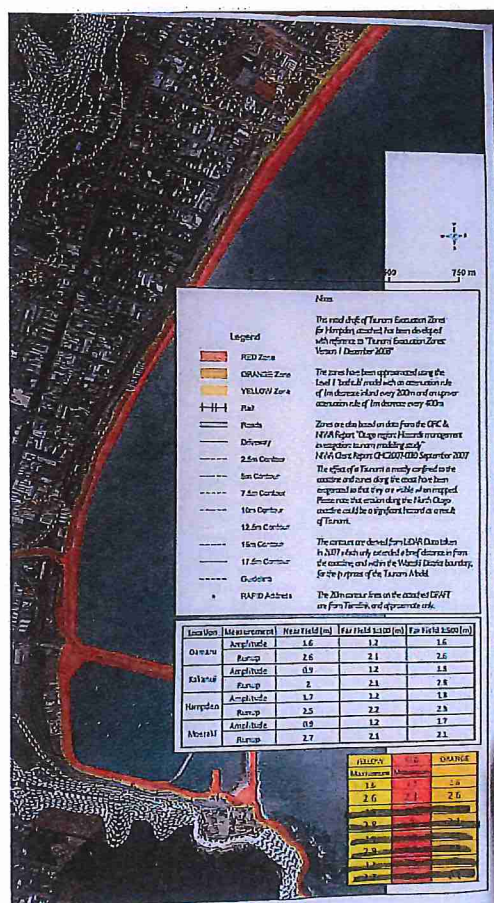 500 750 m
Notes
Legend
RED Zone
ORANGE Zone
YELLOW Zone
Rail
Roads
Driveway
2.5m Contour
5m Contour
7.5m Contour
10m Contour
12.5m Contour
15m Contour
17.5m Contour
Guideline
RAPID Address
This initial draft of Tsunami Evacuation Zones
for Hampden, attached, has been developed
with reference to "Tsunami Evacuation Zones
Version 1 December 2008"
The zones have been approximated using the
Level 1 'bathtub' model with an attenuation rule
of 1m decrease inland every 200m and an upriver
attenuation rule of 1m decrease every 400m
Zones are also based on data from the ORC &
NIWA Report "Otago region Hazards management
investigation: tsunami modelling study"
NIWA Client Report September 2007
The effect of a Tsunami is mostly confined to the
coastline and zones along the coast have been
exaggerated so that they are visible when mapped.
Please note that erosion along the North Otago
coastline could be a significant hazard as a result
of Tsunami.
The contours are derived from LiDAR Data taken
in 2007 which only extended a brief distance in from
the coastline, and within the Waitaki District boundary,
for the purposes of the Tsunami Model.
The 20m contour lines on the attached DRAFT
are from Terralink, and approximate only.
Location Measurement Near Field (m) Far Field 1:100 (m) Far Field 1:500 (m)
Oamaru Amplitude 1.6 1.2 1.6
Runup 2.6 2.1 2.6
Kakanui Amplitude 0.9 1.2
Runup 2 2.1 2.8
Hampden Amplitude 1.7 1.2 1.8
Runup 2.5 2.2
Moeraki Amplitude 0.9 1.2 1.7
Runup 2.7 2.1 2.1
YELLOW RED ORANGE
Measurement
1.6
2.6 2.1 2.6